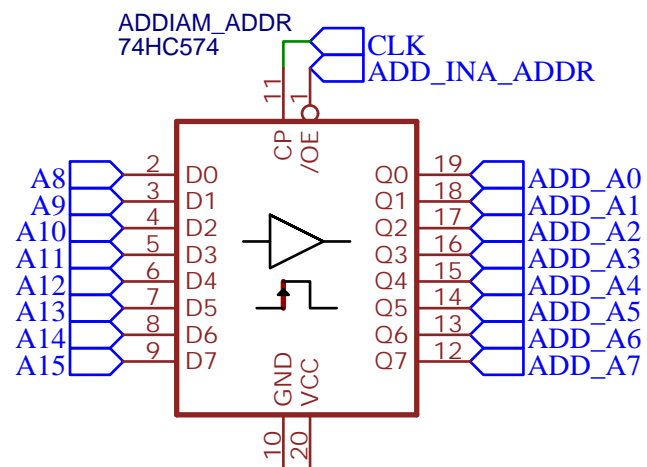 ADDIAM_ADDR
74HC574
CLK
ADD_INA_ADDR
11
1
CP
/OE
A8 2 D0 Q0 19 ADD_A0
A9 3 D1 Q1 18 ADD_A1
A10 4 D2 Q2 17 ADD_A2
A11 5 D3 Q3 16 ADD_A3
A12 6 D4 Q4 15 ADD_A4
A13 7 D5 Q5 14 ADD_A5
A14 8 D6 Q6 13 ADD_A6
A15 9 D7 Q7 12 ADD_A7
GND
VCC
10
20